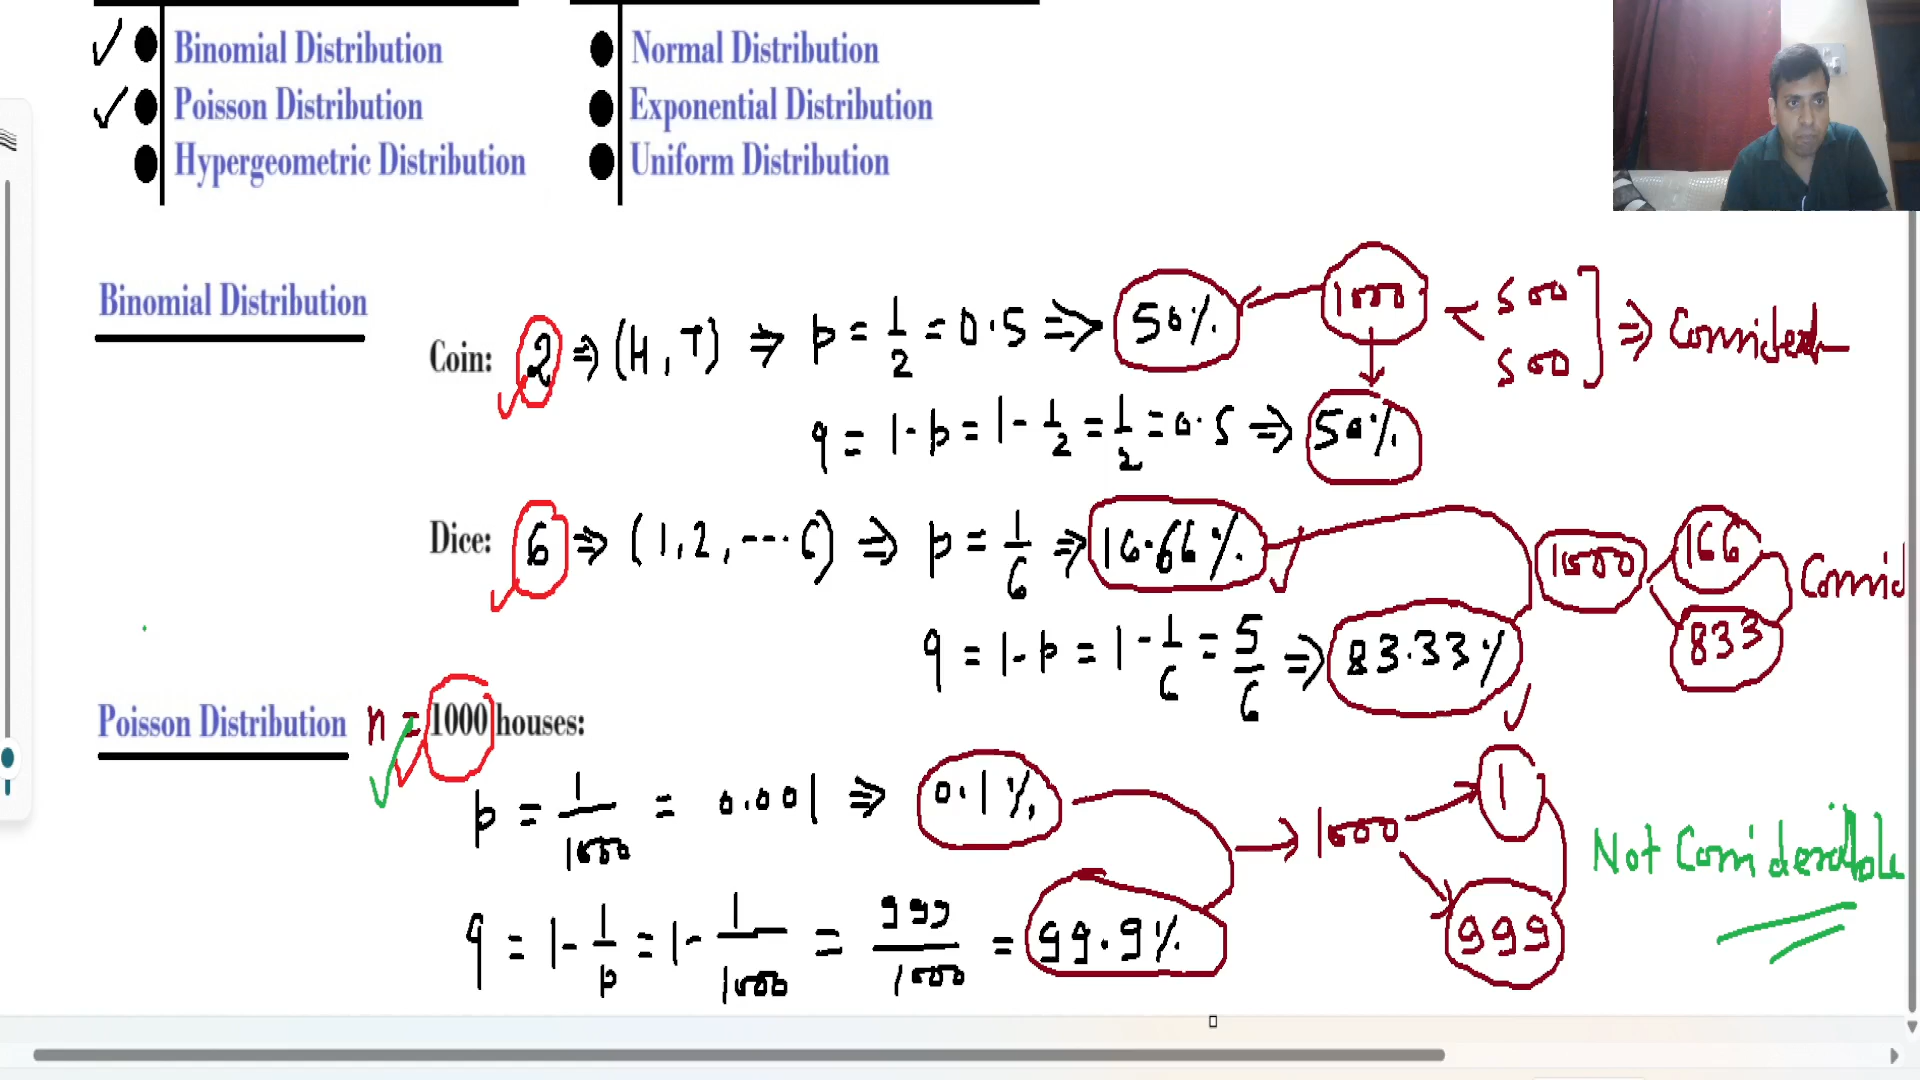 ✓ ● Binomial Distribution
✓ ● Poisson Distribution
● Hypergeometric Distribution
● Normal Distribution
● Exponential Distribution
● Uniform Distribution
Binomial Distribution
Coin: 2 ⇒ (H, T) ⇒ p = 1/2 = 0.5 ⇒ 50%
1000 < 500 500 ] ⇒ Consider
q = 1 - p = 1 - 1/2 = 1/2 = 0.5 ⇒ 50%
Dice: 6 ⇒ (1, 2, ---- 6) ⇒ p = 1/6 ⇒ 16.66%
1000 166 833 Consid
q = 1 - p = 1 - 1/6 = 5/6 ⇒ 83.33%
Poisson Distribution n = 1000 houses:
p = 1/1000 = 0.001 ⇒ 0.1%
1000 1 999 Not Considerable
q = 1 - 1/p = 1 - 1/1000 = 999/1000 = 99.9%